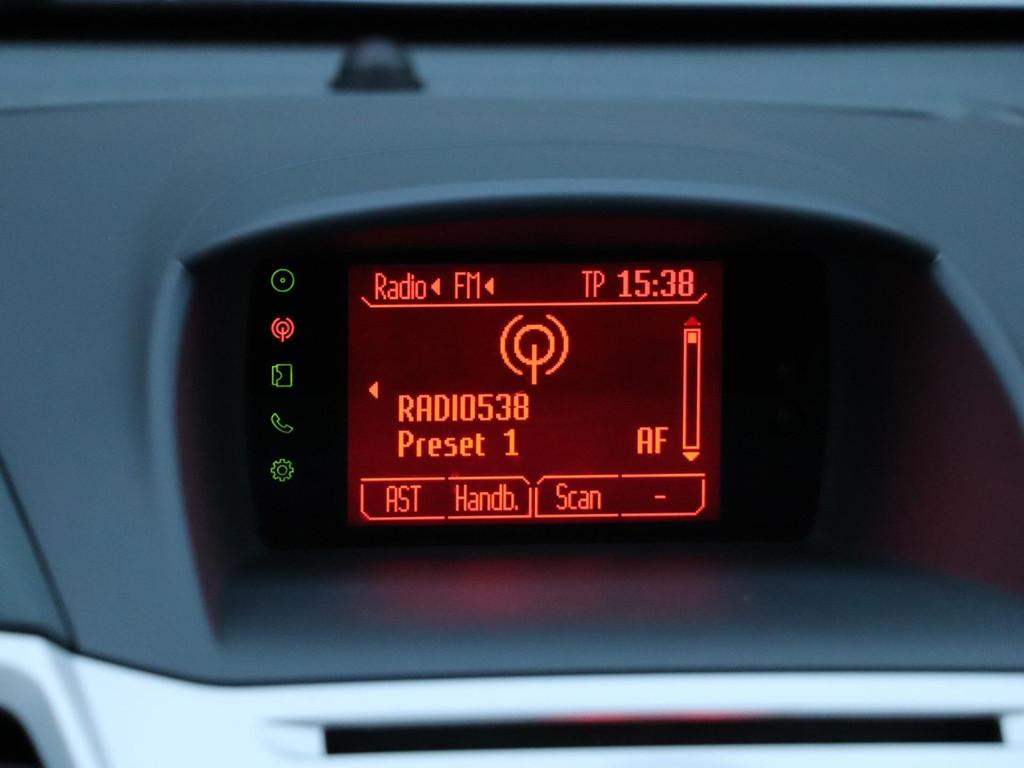 Radio FM TP 15:38
RADIO538
Preset 1 AF
AST Handb. Scan -